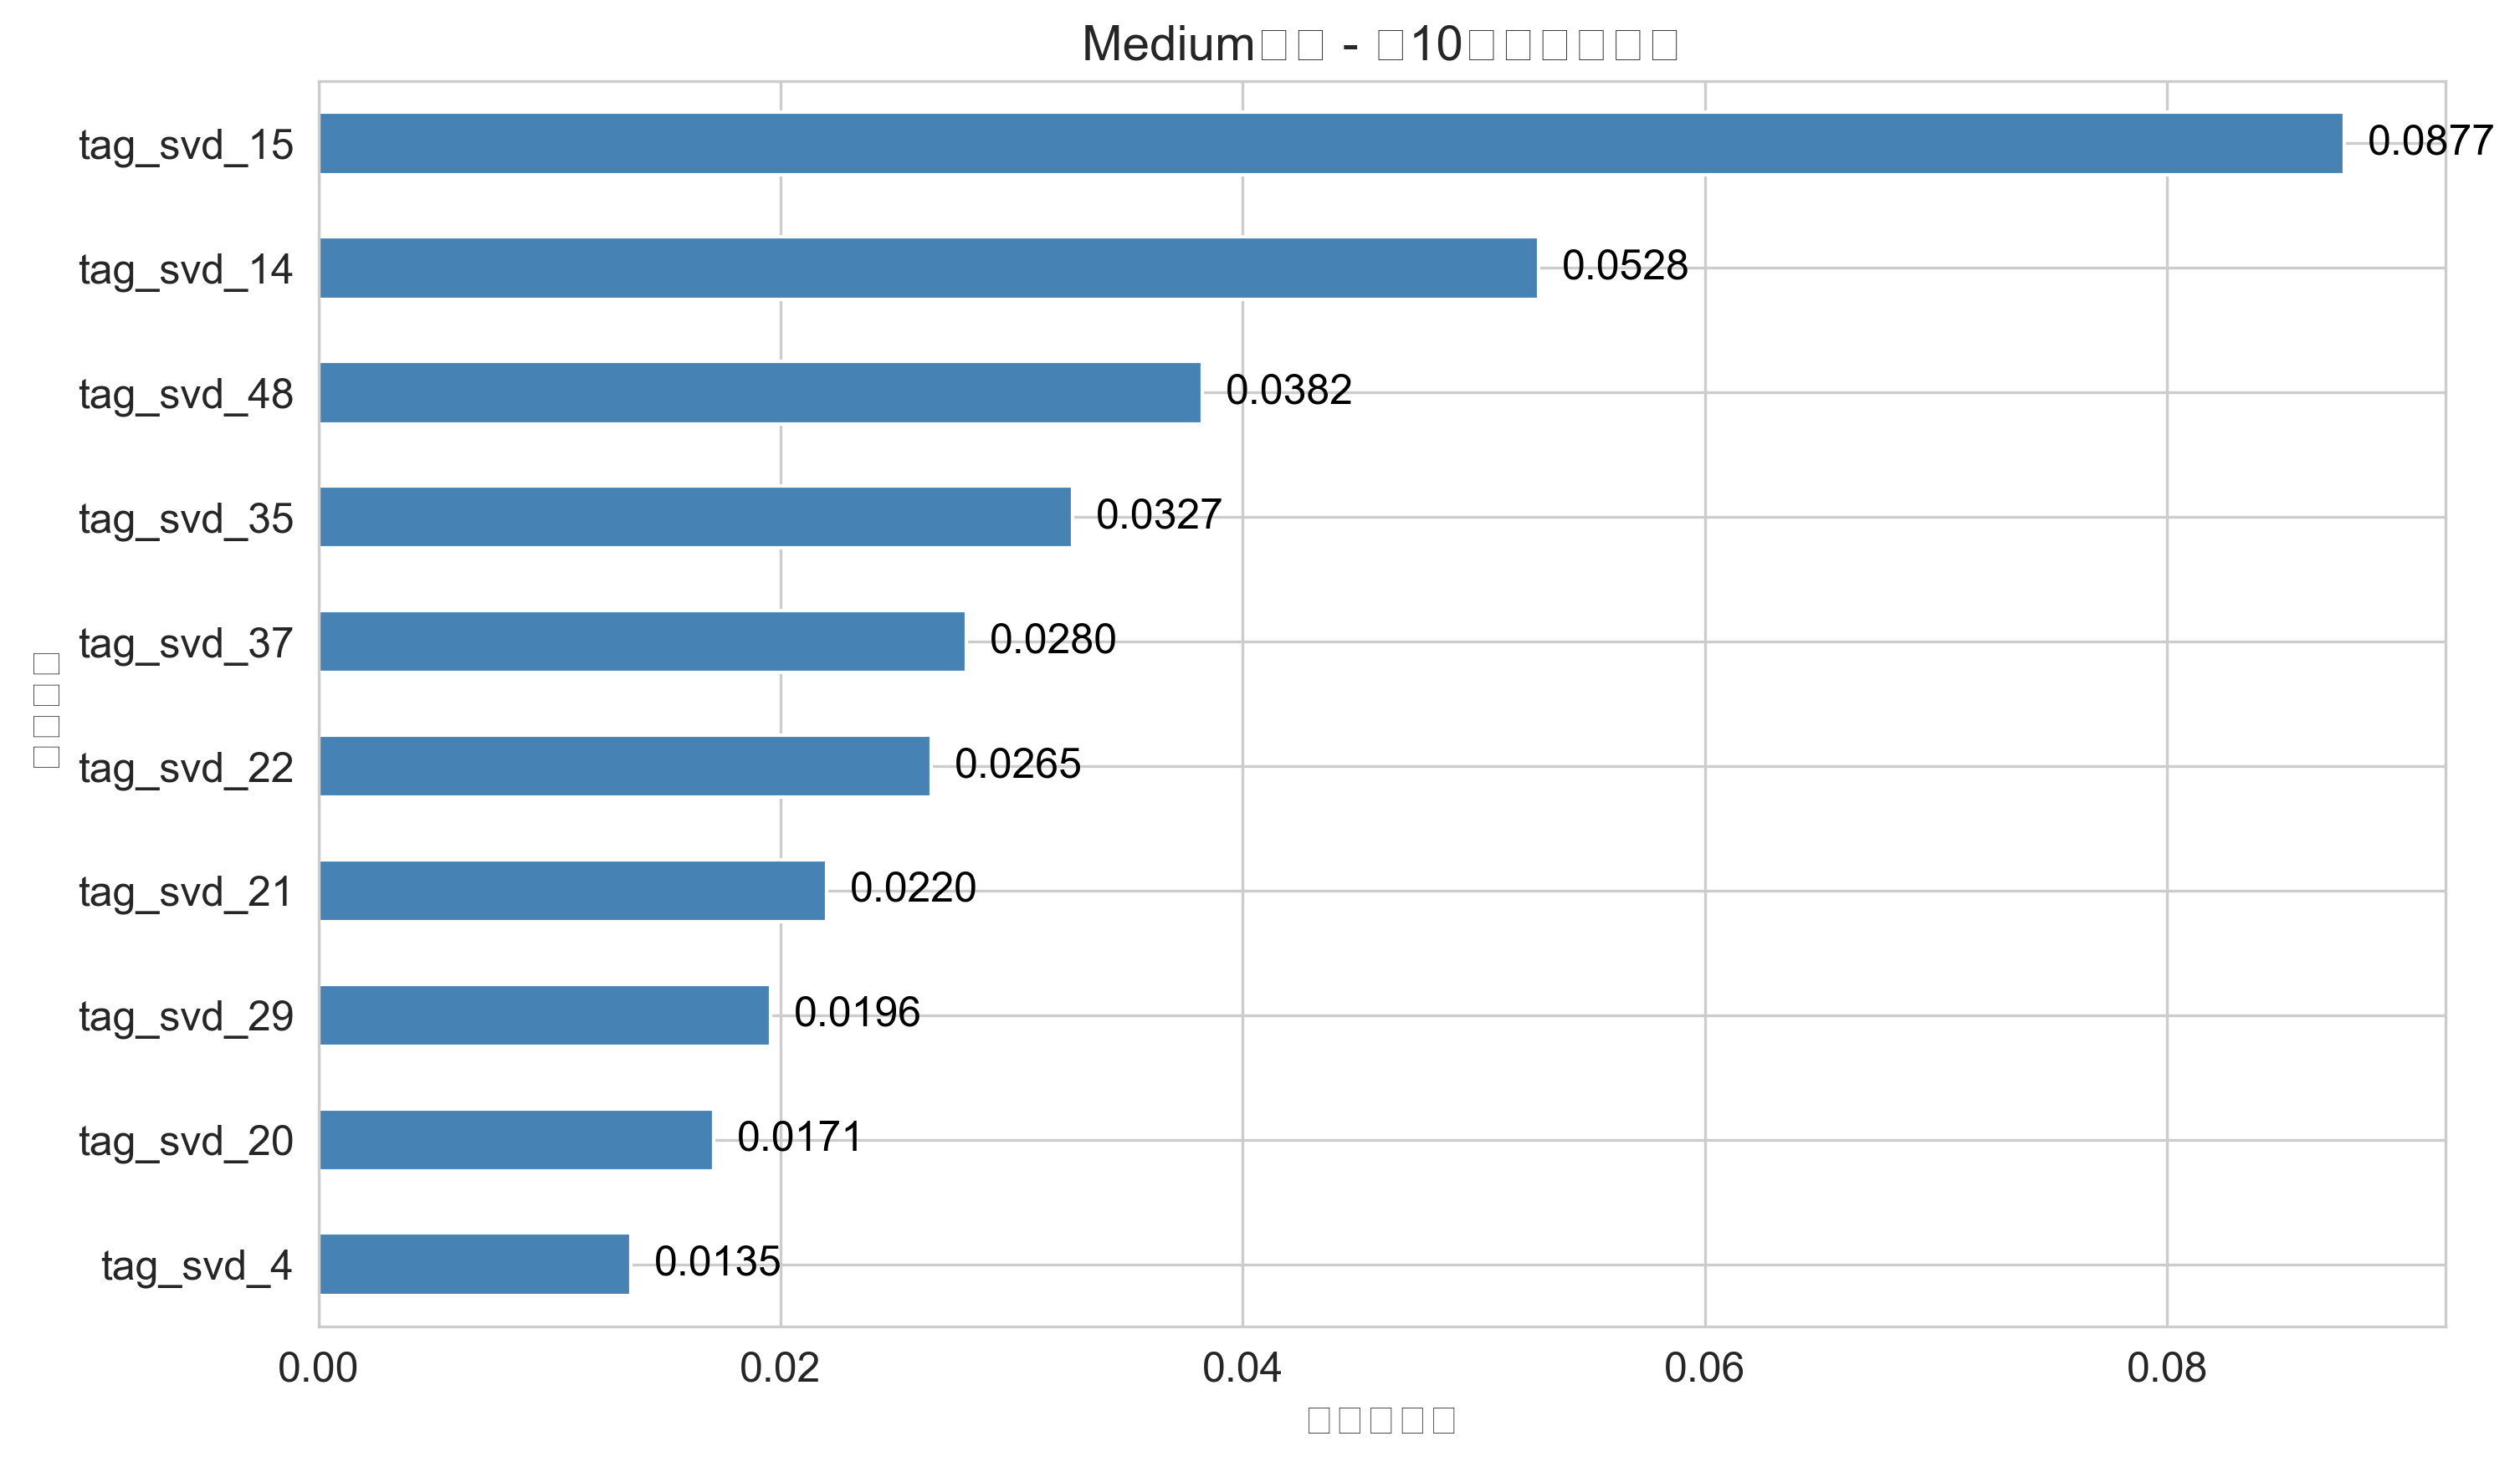 Medium□□ - □10□□□□□□
tag_svd_15 0.0877
tag_svd_14 0.0528
tag_svd_48 0.0382
tag_svd_35 0.0327
tag_svd_37 0.0280
tag_svd_22 0.0265
tag_svd_21 0.0220
tag_svd_29 0.0196
tag_svd_20 0.0171
tag_svd_4 0.0135
0.00 0.02 0.04 0.06 0.08